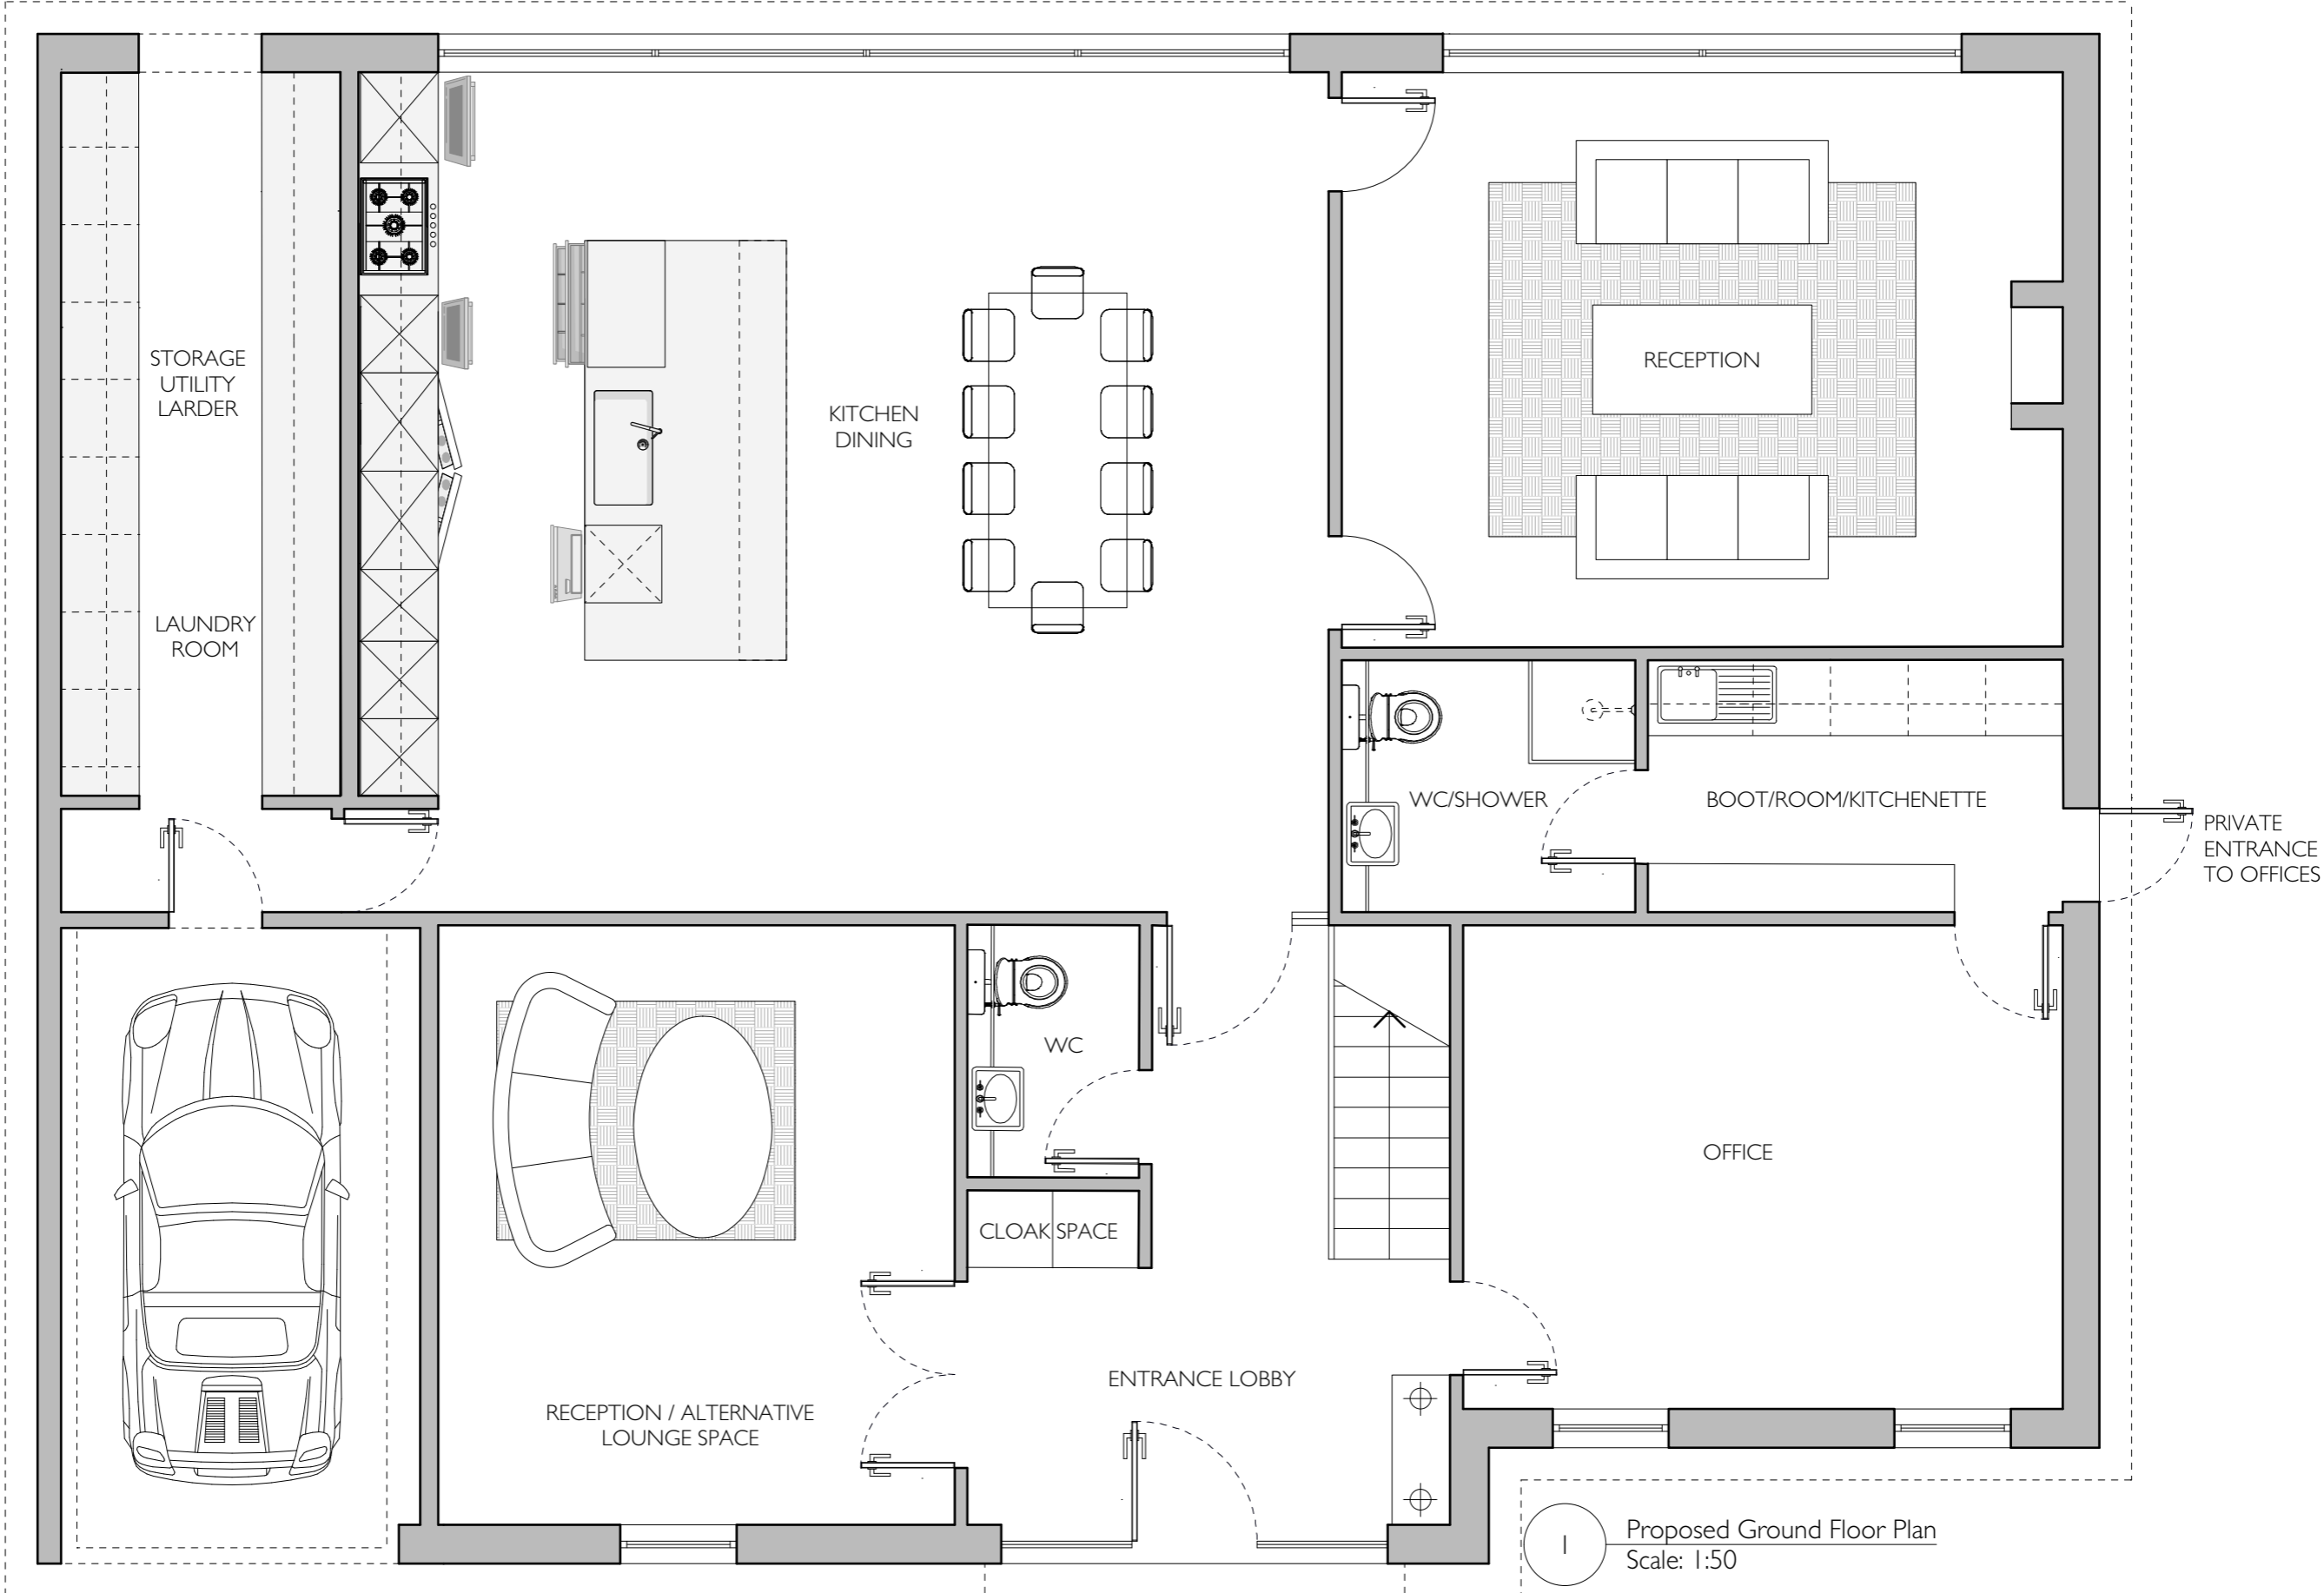 STORAGE
UTILITY
LARDER
KITCHEN
DINING
RECEPTION
LAUNDRY
ROOM
WC/SHOWER
BOOT/ROOM/KITCHENETTE
PRIVATE
ENTRANCE
TO OFFICES
WC
OFFICE
CLOAK SPACE
ENTRANCE LOBBY
RECEPTION / ALTERNATIVE
LOUNGE SPACE
1
Proposed Ground Floor Plan
Scale: 1:50